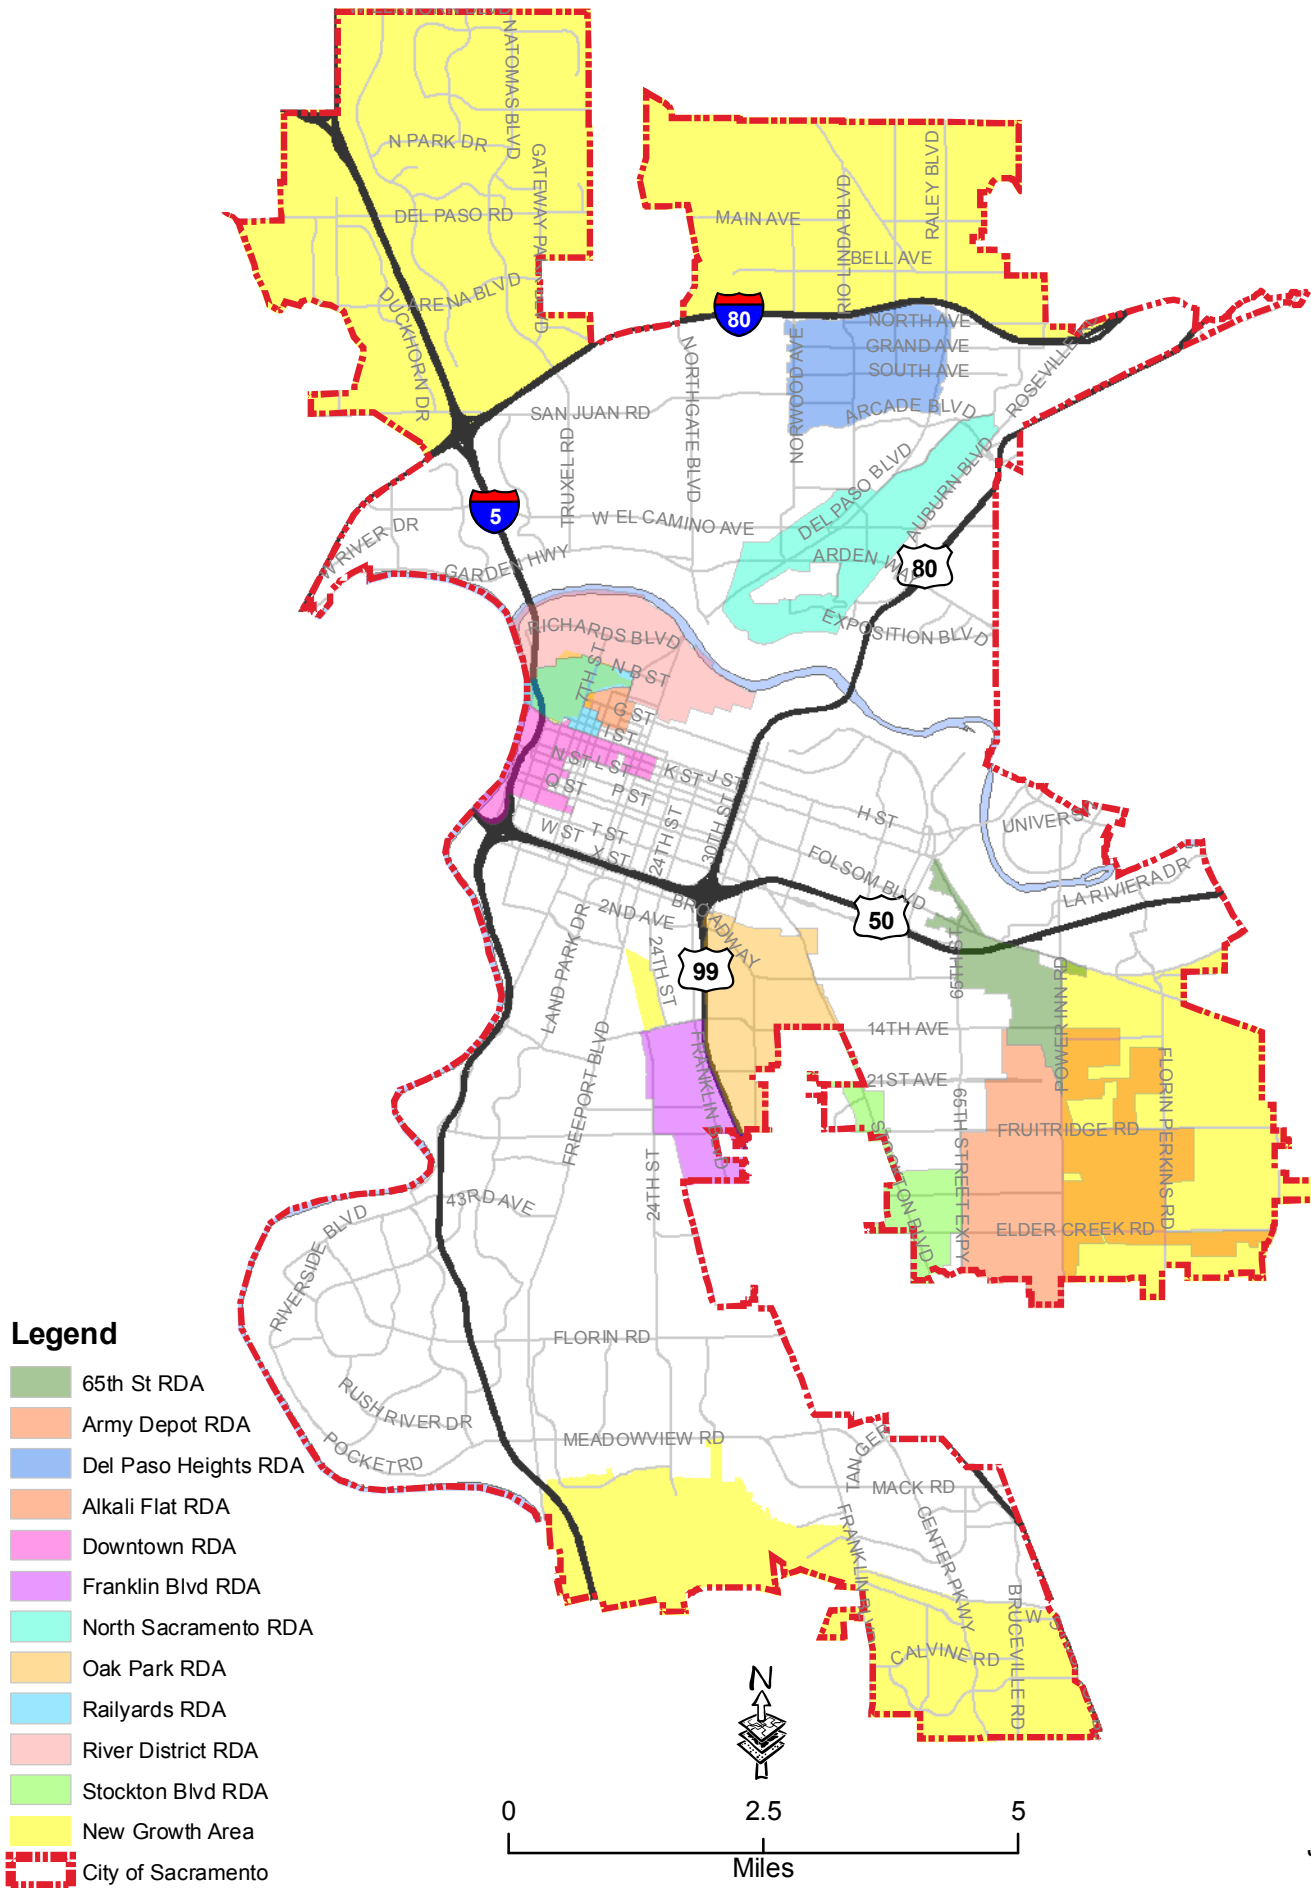 NATOMAS BLVD
N PARK DR
GATEWAY PARK BLVD
DEL PASO RD
ARENA BLVD
DUCKHORN DR
MAIN AVE
RIO LINDA BLVD
RALEY BLVD
BELL AVE
80
NORTH AVE
GRAND AVE
SOUTH AVE
ROSEVILLE
NORTHGATE BLVD
NORWOOD AVE
ARCADE BLVD
SAN JUAN RD
TRUXEL RD
DEL PASO BLVD
AUBURN BLVD
5
W EL CAMINO AVE
W RIVER DR
GARDEN HWY
ARDEN WA
80
EXPOSITION BLVD
RICHARDS BLVD
7TH ST
N B ST
G ST
I ST
N ST
L ST
K ST
J ST
Q ST
P ST
H ST
UNIVERS
W ST
T ST
X ST
24TH ST
30TH ST
FOLSOM BLVD
LA RIVIERA DR
2ND AVE
BROADWAY
50
99
LAND PARK DR
24TH ST
65TH ST
POWER INN RD
14TH AVE
FREEPORT BLVD
FRANKLIN BLVD
21ST AVE
FLORIN PERKINS RD
STOCKTON BLVD
65TH STREET EXPY
FRUITRIDGE RD
24TH ST
43RD AVE
ELDER CREEK RD
RIVERSIDE BLVD
FLORIN RD
RUSH RIVER DR
POCKET RD
MEADOWVIEW RD
TANGER
MACK RD
FRANKLIN BLVD
CENTER PKWY
BRUCEVILLE RD
W S
CALVINE RD
Legend
65th St RDA
Army Depot RDA
Del Paso Heights RDA
Alkali Flat RDA
Downtown RDA
Franklin Blvd RDA
North Sacramento RDA
Oak Park RDA
Railyards RDA
River District RDA
Stockton Blvd RDA
New Growth Area
City of Sacramento
N
0 2.5 5
Miles